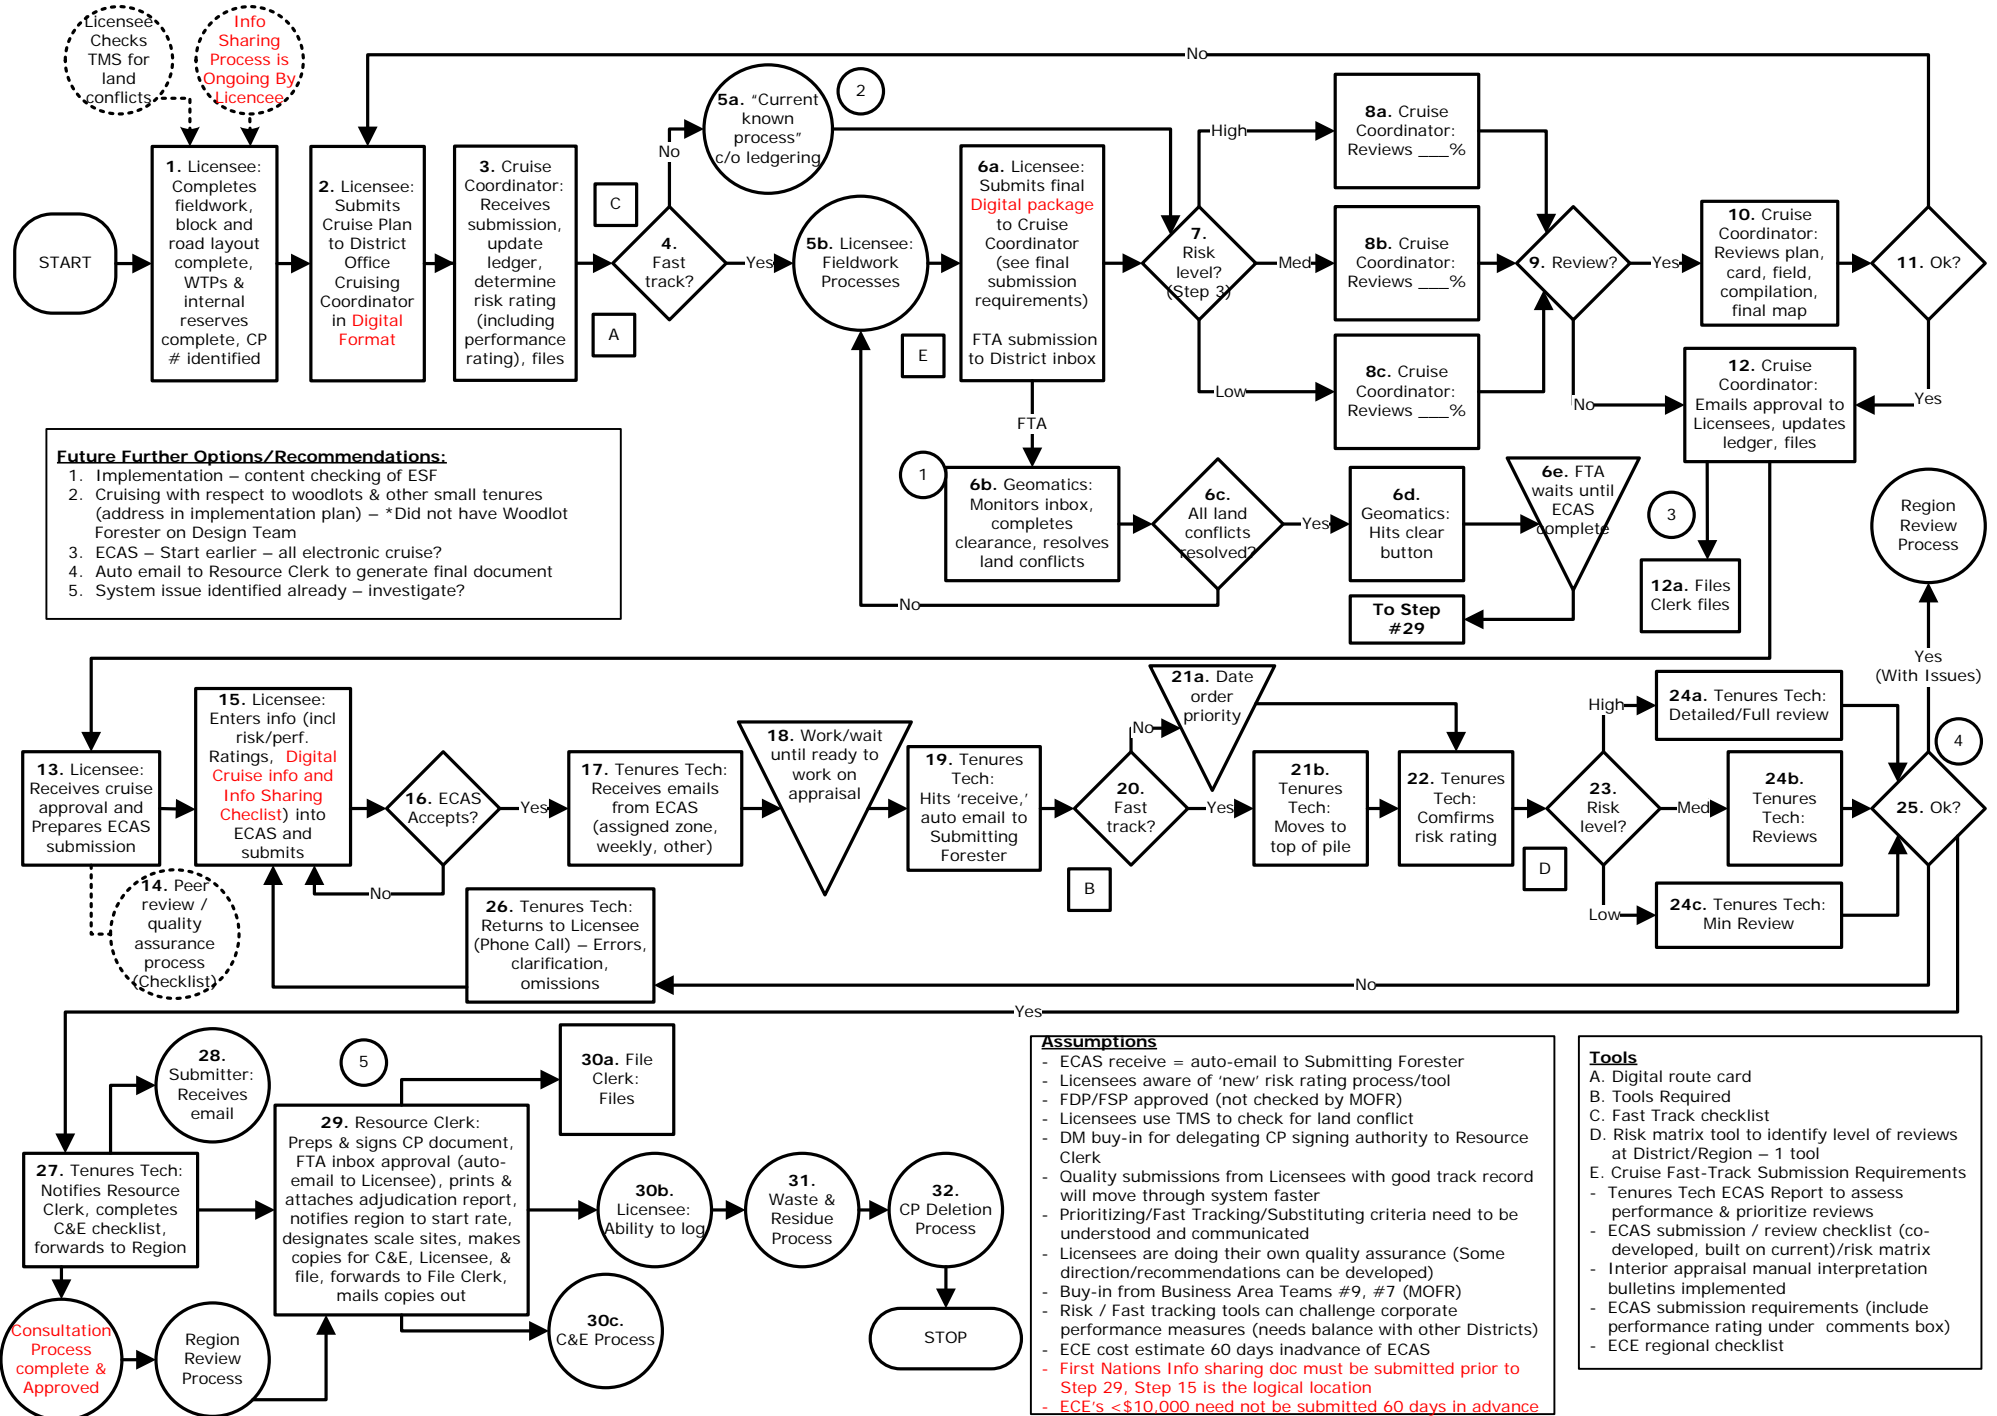 Licensee
Checks
TMS for
land
conflicts
Info
Sharing
Process is
Ongoing By
Licencee
START
1. Licensee:
Completes
fieldwork,
block and
road layout
complete,
WTPs &
internal
reserves
complete, CP
# identified
2. Licensee:
Submits
Cruise Plan
to District
Office
Cruising
Coordinator
in Digital
Format
3. Cruise
Coordinator:
Receives
submission,
update
ledger,
determine
risk rating
(including
performance
rating), files
C
A
4.
Fast
track?
No
Yes
5a. “Current
known
process”
c/o ledgering
2
5b. Licensee:
Fieldwork
Processes
E
6a. Licensee:
Submits final
Digital package
to Cruise
Coordinator
(see final
submission
requirements)
FTA submission
to District inbox
FTA
7.
Risk
level?
(Step 3)
High
Med
Low
8a. Cruise
Coordinator:
Reviews ___%
8b. Cruise
Coordinator:
Reviews ___%
8c. Cruise
Coordinator:
Reviews ___%
9. Review?
Yes
No
10. Cruise
Coordinator:
Reviews plan,
card, field,
compilation,
final map
11. Ok?
No
Yes
12. Cruise
Coordinator:
Emails approval to
Licensees, updates
ledger, files
3
12a. Files
Clerk files
Future Further Options/Recommendations:
1. Implementation – content checking of ESF
2. Cruising with respect to woodlots & other small tenures
(address in implementation plan) – *Did not have Woodlot
Forester on Design Team
3. ECAS – Start earlier – all electronic cruise?
4. Auto email to Resource Clerk to generate final document
5. System issue identified already – investigate?
1
6b. Geomatics:
Monitors inbox,
completes
clearance, resolves
land conflicts
6c.
All land
conflicts
resolved?
No
Yes
6d.
Geomatics:
Hits clear
button
6e. FTA
waits until
ECAS
complete
To Step
#29
Region
Review
Process
Yes
(With Issues)
13. Licensee:
Receives cruise
approval and
Prepares ECAS
submission
14. Peer
review /
quality
assurance
process
(Checklist)
15. Licensee:
Enters info (incl
risk/perf.
Ratings, Digital
Cruise info and
Info Sharing
Checlist) into
ECAS and
submits
16. ECAS
Accepts?
No
Yes
17. Tenures Tech:
Receives emails
from ECAS
(assigned zone,
weekly, other)
18. Work/wait
until ready to
work on
appraisal
19. Tenures
Tech:
Hits ‘receive,’
auto email to
Submitting
Forester
20.
Fast
track?
B
No
Yes
21a. Date
order
priority
21b.
Tenures
Tech:
Moves to
top of pile
22. Tenures
Tech:
Comfirms
risk rating
D
23.
Risk
level?
High
Med
Low
24a. Tenures Tech:
Detailed/Full review
24b.
Tenures
Tech:
Reviews
24c. Tenures Tech:
Min Review
4
25. Ok?
No
Yes
26. Tenures Tech:
Returns to Licensee
(Phone Call) – Errors,
clarification,
omissions
27. Tenures Tech:
Notifies Resource
Clerk, completes
C&E checklist,
forwards to Region
28.
Submitter:
Receives
email
Consultation
Process
complete &
Approved
Region
Review
Process
5
29. Resource Clerk:
Preps & signs CP document,
FTA inbox approval (auto-
email to Licensee), prints &
attaches adjudication report,
notifies region to start rate,
designates scale sites, makes
copies for C&E, Licensee, &
file, forwards to File Clerk,
mails copies out
30a. File
Clerk:
Files
30b.
Licensee:
Ability to log
30c.
C&E Process
31.
Waste &
Residue
Process
32.
CP Deletion
Process
STOP
Assumptions
- ECAS receive = auto-email to Submitting Forester
- Licensees aware of ‘new’ risk rating process/tool
- FDP/FSP approved (not checked by MOFR)
- Licensees use TMS to check for land conflict
- DM buy-in for delegating CP signing authority to Resource
Clerk
- Quality submissions from Licensees with good track record
will move through system faster
- Prioritizing/Fast Tracking/Substituting criteria need to be
understood and communicated
- Licensees are doing their own quality assurance (Some
direction/recommendations can be developed)
- Buy-in from Business Area Teams #9, #7 (MOFR)
- Risk / Fast tracking tools can challenge corporate
performance measures (needs balance with other Districts)
- ECE cost estimate 60 days inadvance of ECAS
- First Nations Info sharing doc must be submitted prior to
Step 29, Step 15 is the logical location
- ECE’s <$10,000 need not be submitted 60 days in advance
Tools
A. Digital route card
B. Tools Required
C. Fast Track checklist
D. Risk matrix tool to identify level of reviews
at District/Region – 1 tool
E. Cruise Fast-Track Submission Requirements
- Tenures Tech ECAS Report to assess
performance & prioritize reviews
- ECAS submission / review checklist (co-
developed, built on current)/risk matrix
- Interior appraisal manual interpretation
bulletins implemented
- ECAS submission requirements (include
performance rating under comments box)
- ECE regional checklist